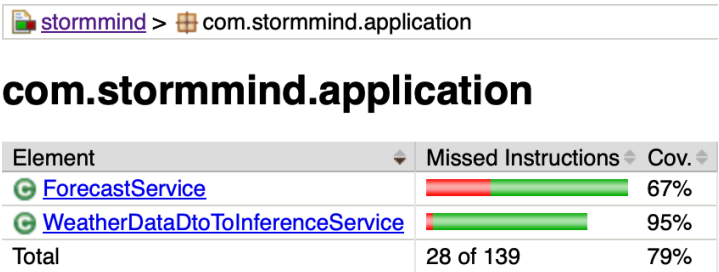 stormmind > com.stormmind.application
com.stormmind.application
Element Missed Instructions Cov.
ForecastService 67%
WeatherDataDtoToInferenceService 95%
Total 28 of 139 79%